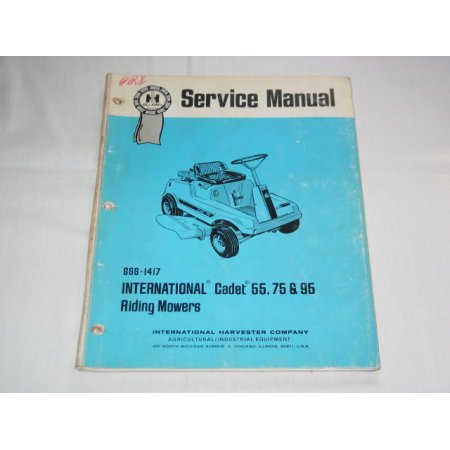 Service Manual
GSS-1417
INTERNATIONAL® Cadet® 55, 75 & 95
Riding Mowers
INTERNATIONAL HARVESTER COMPANY
AGRICULTURAL/INDUSTRIAL EQUIPMENT
401 NORTH MICHIGAN AVENUE • CHICAGO, ILLINOIS, 60611, U.S.A.